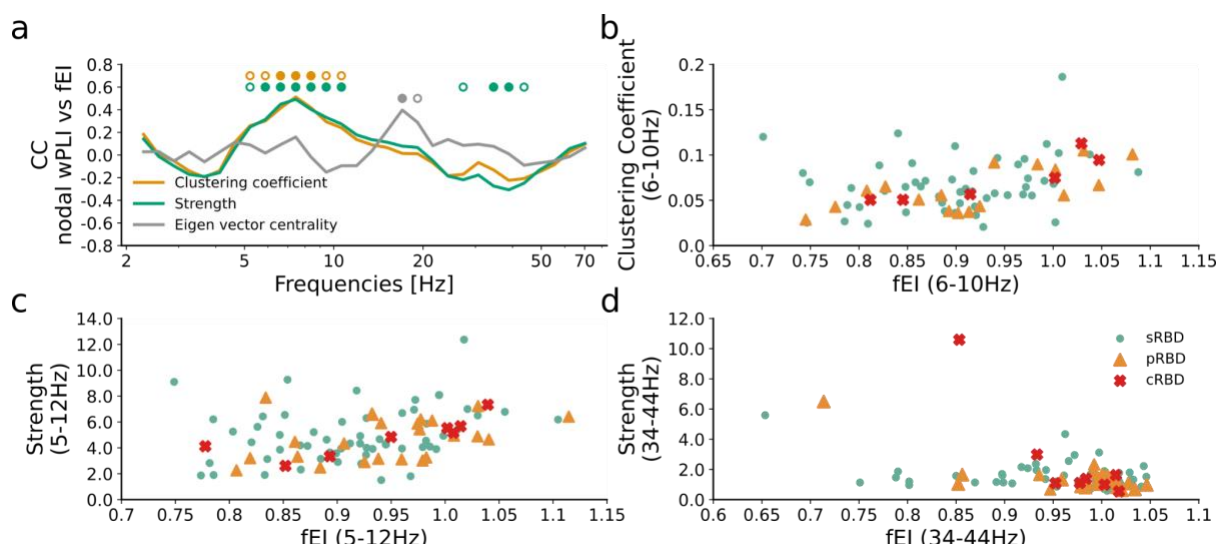 a
CC
nodal wPLI vs fEI
0.8
0.6
0.4
0.2
0.0
-0.2
-0.4
-0.6
-0.8
Clustering coefficient
Strength
Eigen vector centrality
2 5 10 20 50 70
Frequencies [Hz]
b
Clustering Coefficient
(6-10Hz)
0.2
0.15
0.1
0.05
0.0
0.65 0.7 0.75 0.8 0.85 0.9 0.95 1.0 1.05 1.1 1.15
fEI (6-10Hz)
c
Strength
(5-12Hz)
14.0
12.0
10.0
8.0
6.0
4.0
2.0
0.0
0.7 0.75 0.8 0.85 0.9 0.95 1.0 1.05 1.1 1.15
fEI (5-12Hz)
d
Strength
(34-44Hz)
12.0
10.0
8.0
6.0
4.0
2.0
0.0
sRBD
pRBD
cRBD
0.6 0.65 0.7 0.75 0.8 0.85 0.9 0.95 1.0 1.05 1.1
fEI (34-44Hz)